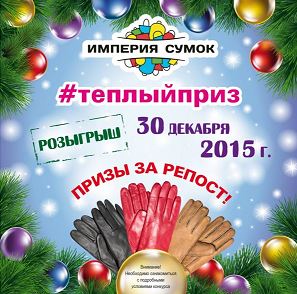 ИМПЕРИЯ СУМОК
#теплыйприз
РОЗЫГРЫШ
30 ДЕКАБРЯ
2015 г.
ПРИЗЫ ЗА РЕПОСТ!
Внимание!
Необходимо ознакомиться
с подробными
условиями конкурса